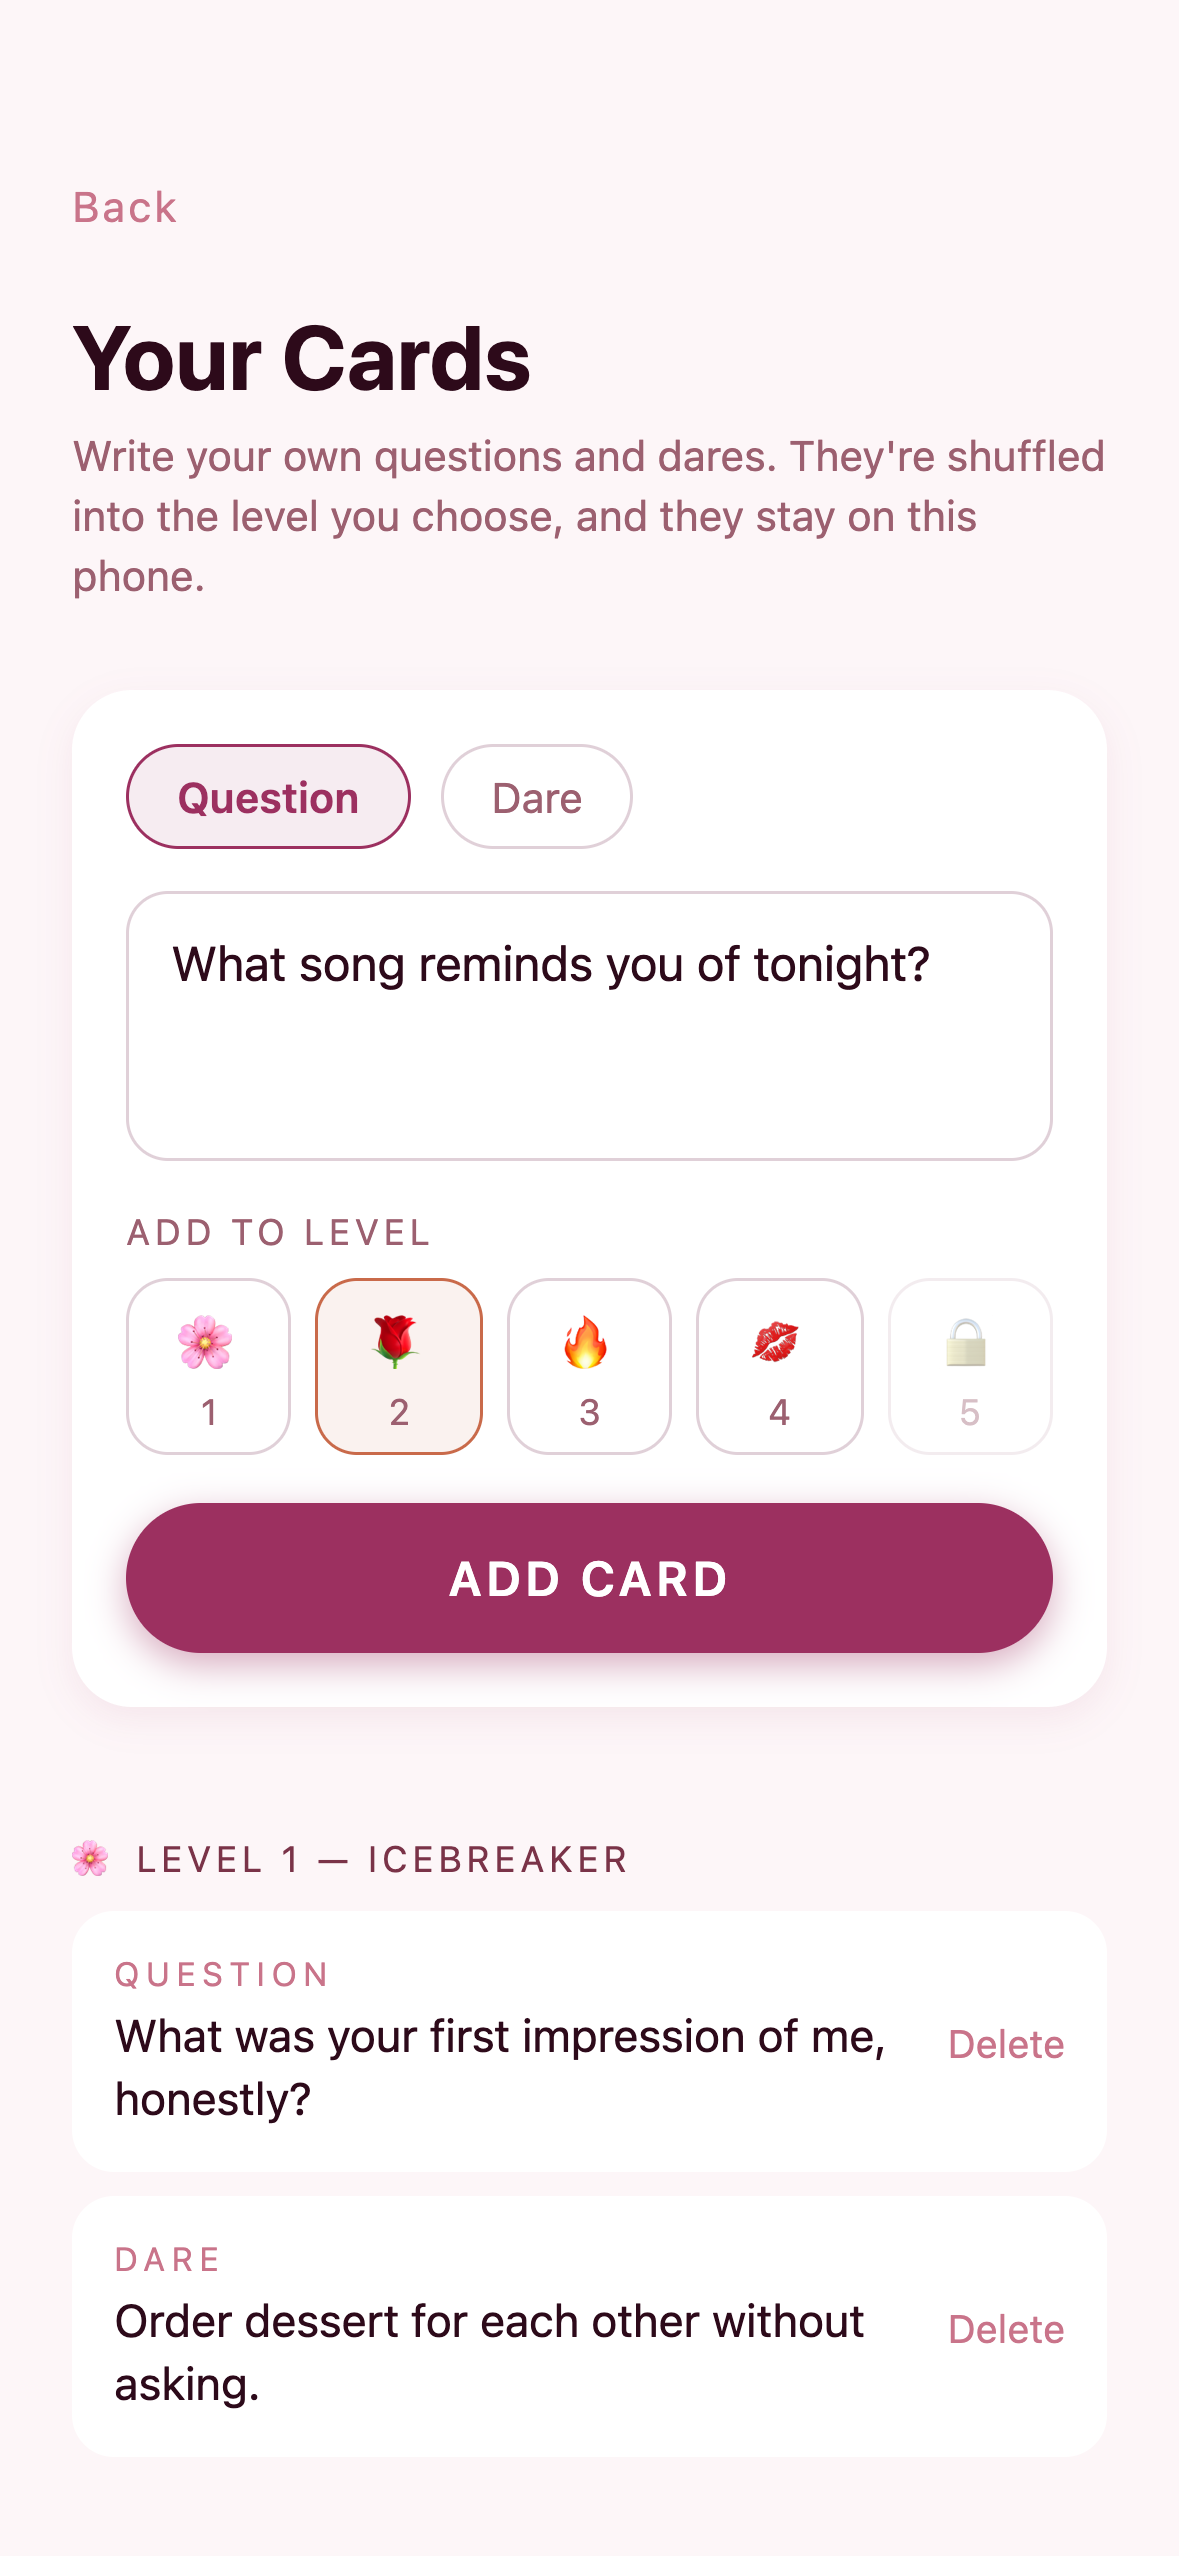 Back
Your Cards
Write your own questions and dares. They're shuffled
into the level you choose, and they stay on this
phone.
Question
Dare
What song reminds you of tonight?
ADD TO LEVEL
1
2
3
4
5
ADD CARD
LEVEL 1 — ICEBREAKER
QUESTION
What was your first impression of me,
honestly?
Delete
DARE
Order dessert for each other without
asking.
Delete